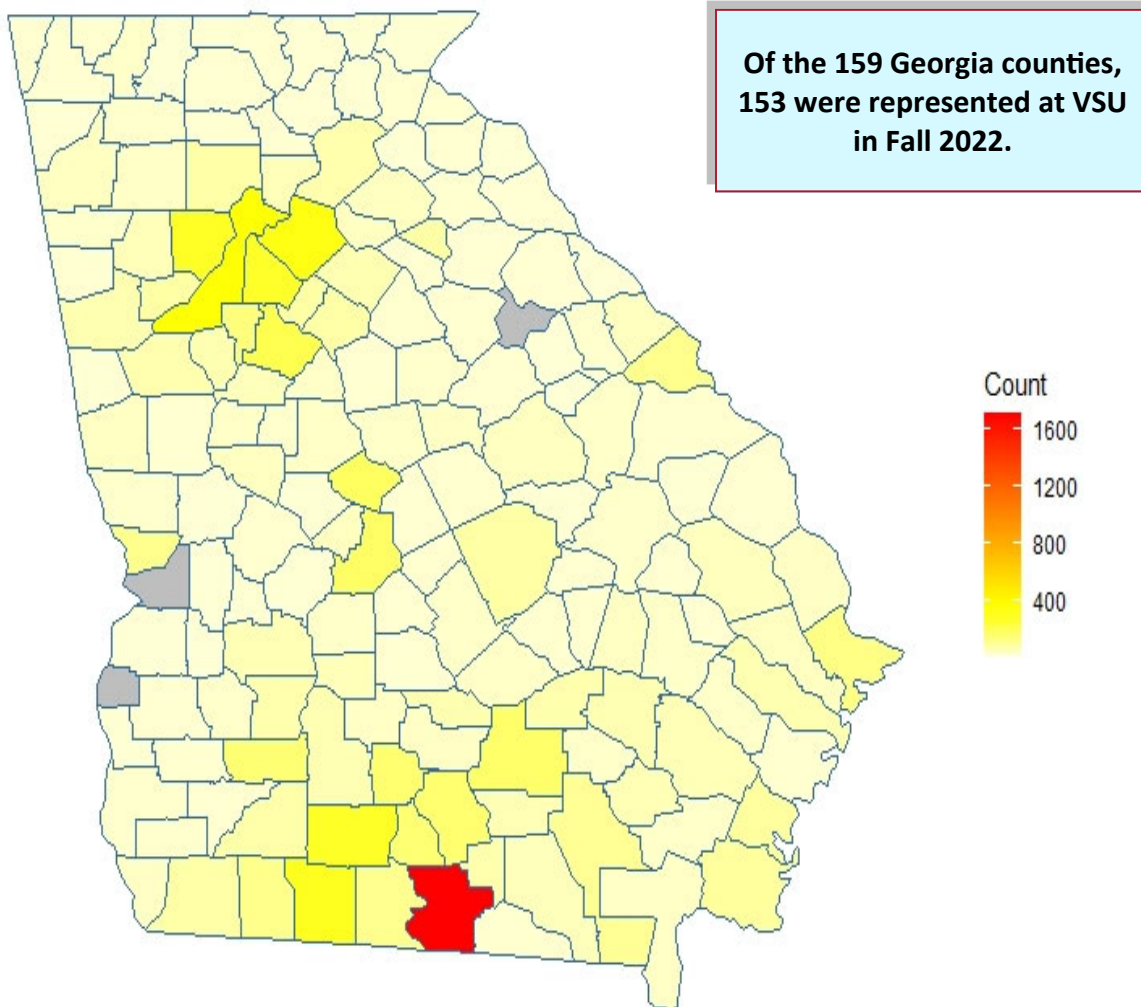 Of the 159 Georgia counties,
153 were represented at VSU
in Fall 2022.
Count
1600
1200
800
400